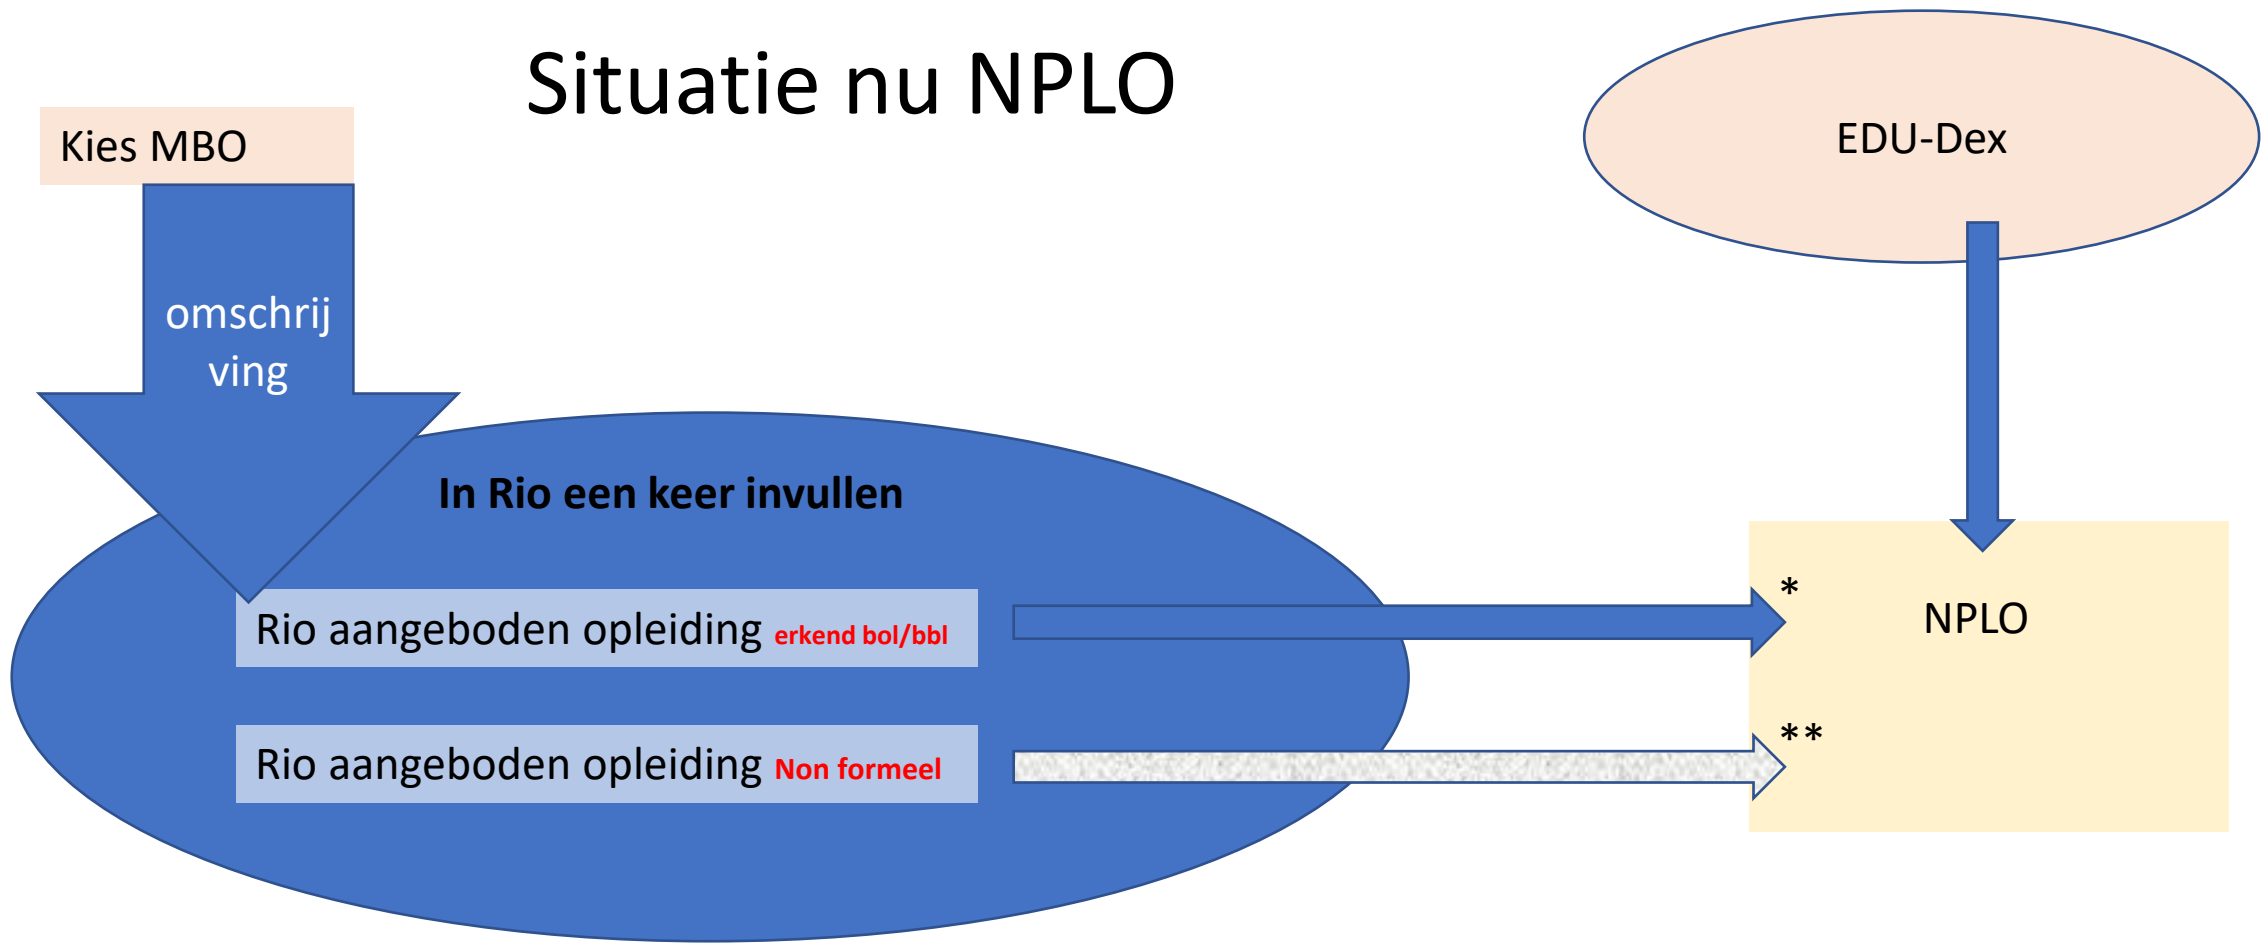 Situatie nu NPLO
Kies MBO
EDU-Dex
omschrij
ving
In Rio een keer invullen
Rio aangeboden opleiding erkend bol/bbl
*
NPLO
Rio aangeboden opleiding Non formeel
**